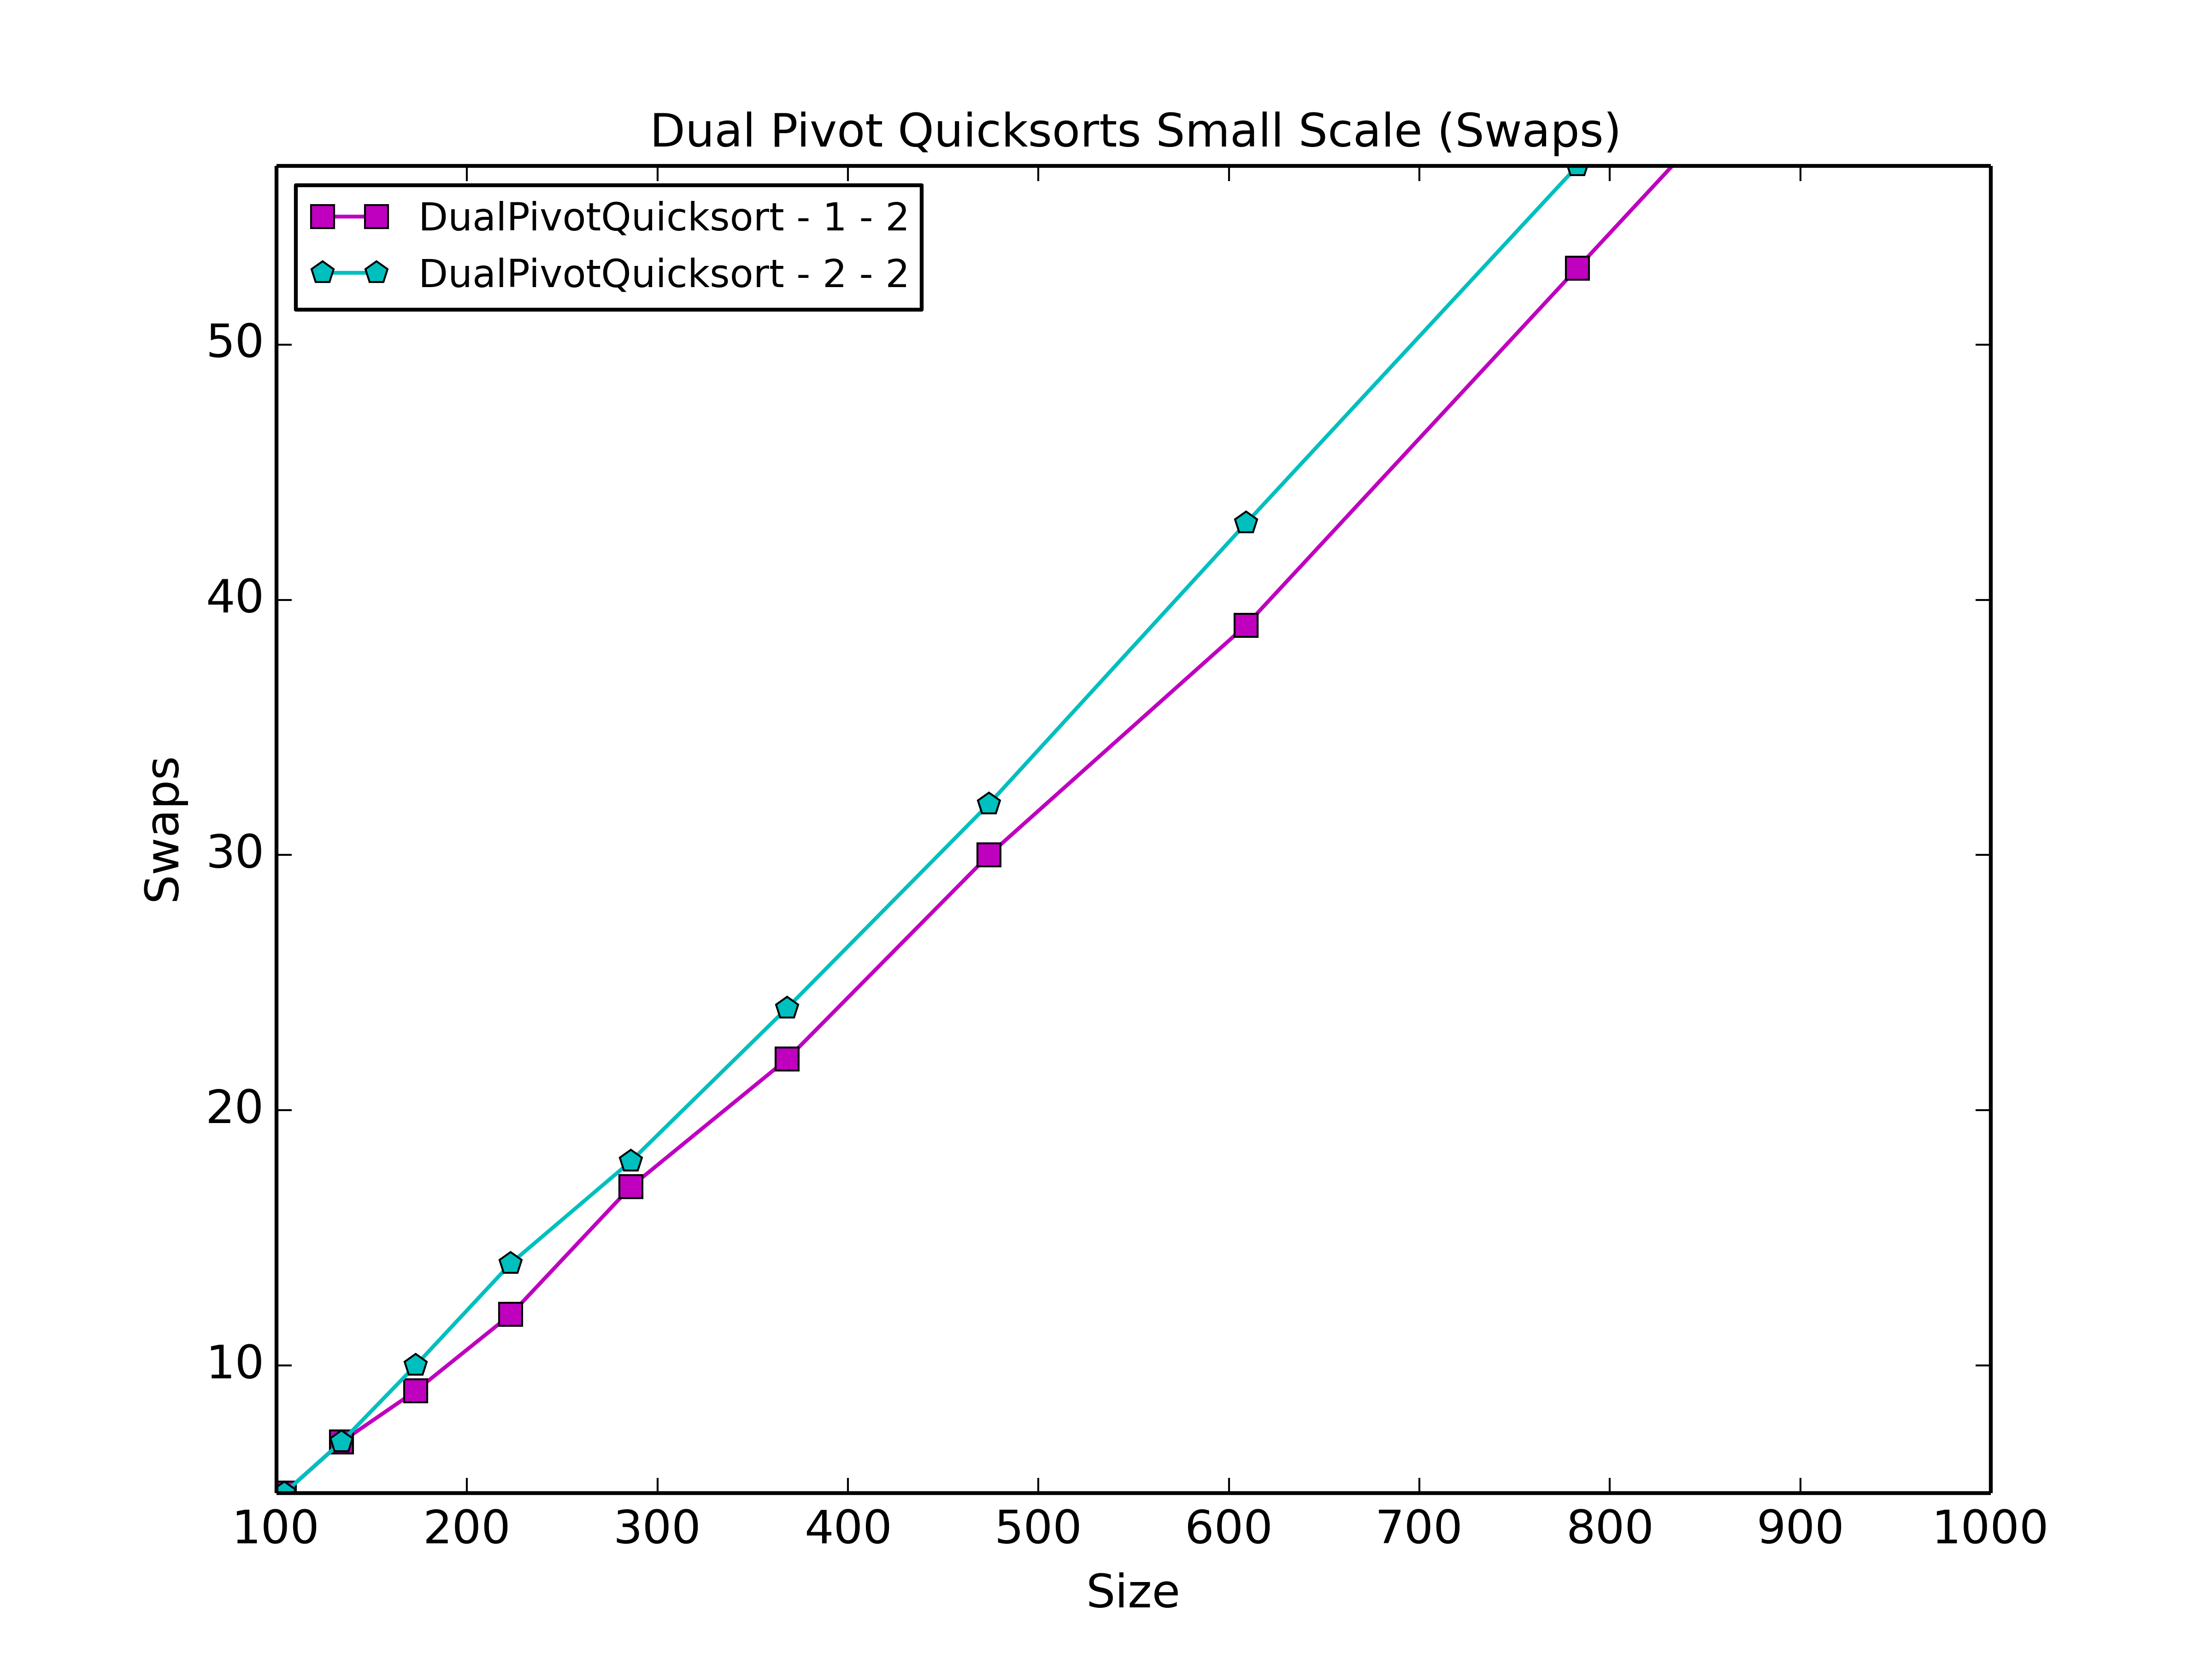 Dual Pivot Quicksorts Small Scale (Swaps)
DualPivotQuicksort - 1 - 2
DualPivotQuicksort - 2 - 2
50
40
30
20
10
Swaps
100 200 300 400 500 600 700 800 900 1000
Size